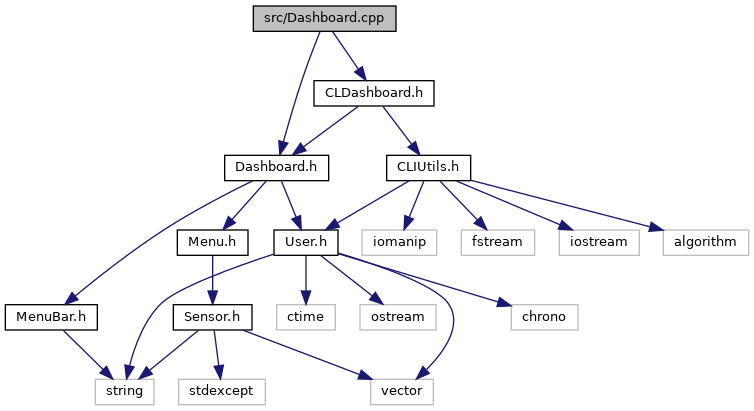 src/Dashboard.cpp
CLDashboard.h
Dashboard.h
CLIUtils.h
Menu.h
User.h
iomanip
fstream
iostream
algorithm
MenuBar.h
Sensor.h
ctime
ostream
chrono
string
stdexcept
vector